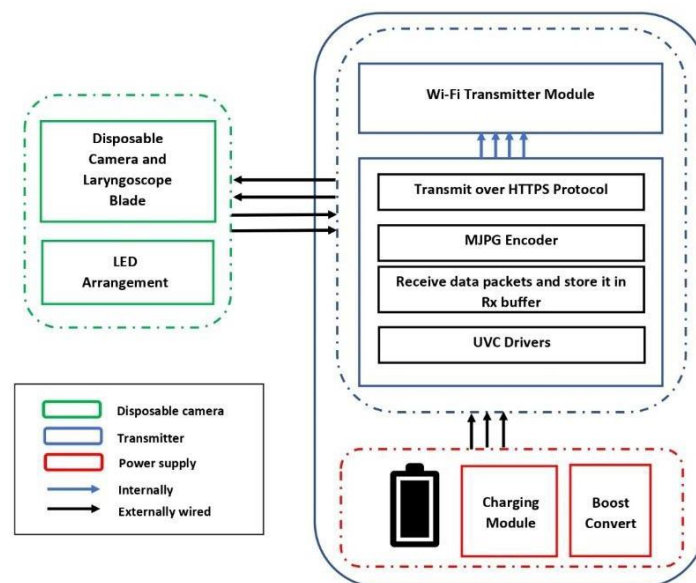 Wi-Fi Transmitter Module
Disposable
Camera and
Laryngoscope
Blade
LED
Arrangement
Transmit over HTTPS Protocol
MJPG Encoder
Receive data packets and store it in
Rx buffer
UVC Drivers
Disposable camera
Transmitter
Power supply
Internally
Externally wired
Charging
Module
Boost
Convert